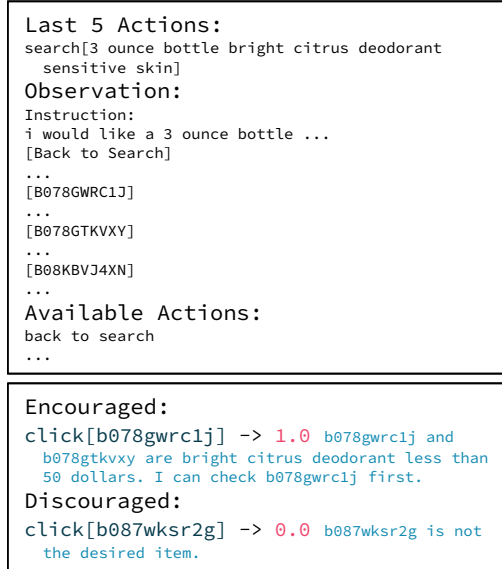 Last 5 Actions:
search[3 ounce bottle bright citrus deodorant
sensitive skin]
Observation:
Instruction:
i would like a 3 ounce bottle ...
[Back to Search]
...
[B078GWRC1J]
...
[B078GTKVXY]
...
[B08KBVJ4XN]
...
Available Actions:
back to search
...
Encouraged:
click[b078gwrc1j] -> 1.0 b078gwrc1j and
b078gtkvxy are bright citrus deodorant less than
50 dollars. I can check b078gwrc1j first.
Discouraged:
click[b087wksr2g] -> 0.0 b087wksr2g is not
the desired item.